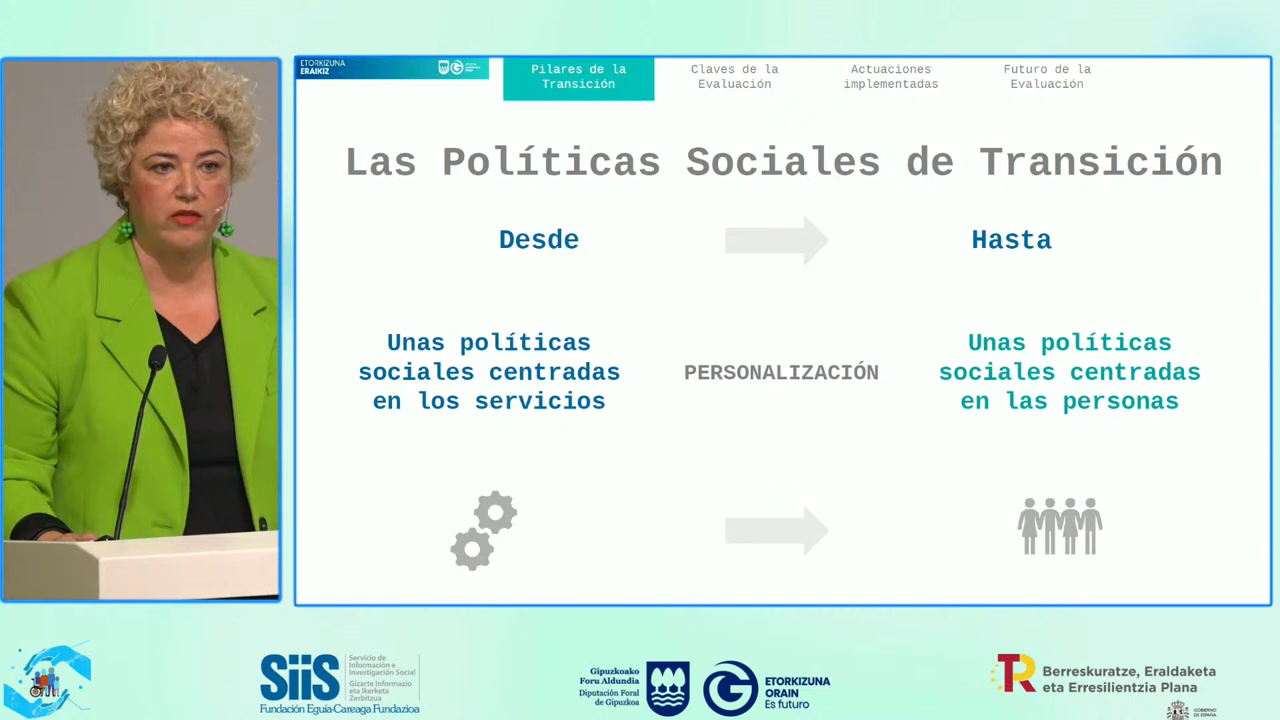 ETORKIZUNA
ERAIKIZ
Pilares de la
Transición
Claves de la
Evaluación
Actuaciones
implementadas
Futuro de la
Evaluación
Las Políticas Sociales de Transición
Desde
Hasta
Unas políticas
sociales centradas
en los servicios
PERSONALIZACIÓN
Unas políticas
sociales centradas
en las personas
SiiS
Servicio de
Información e
Investigación Social
Gizarte Informazio
eta Ikerketa
Zerbitzua
Fundación Eguía-Careaga Fundazioa
Gipuzkoako
Foru Aldundia
Diputación Foral
de Gipuzkoa
ETORKIZUNA
ORAIN
Es futuro
Berreskuratze, Eraldaketa
eta Erresilientzia Plana
GOBIERNO
DE ESPAÑA